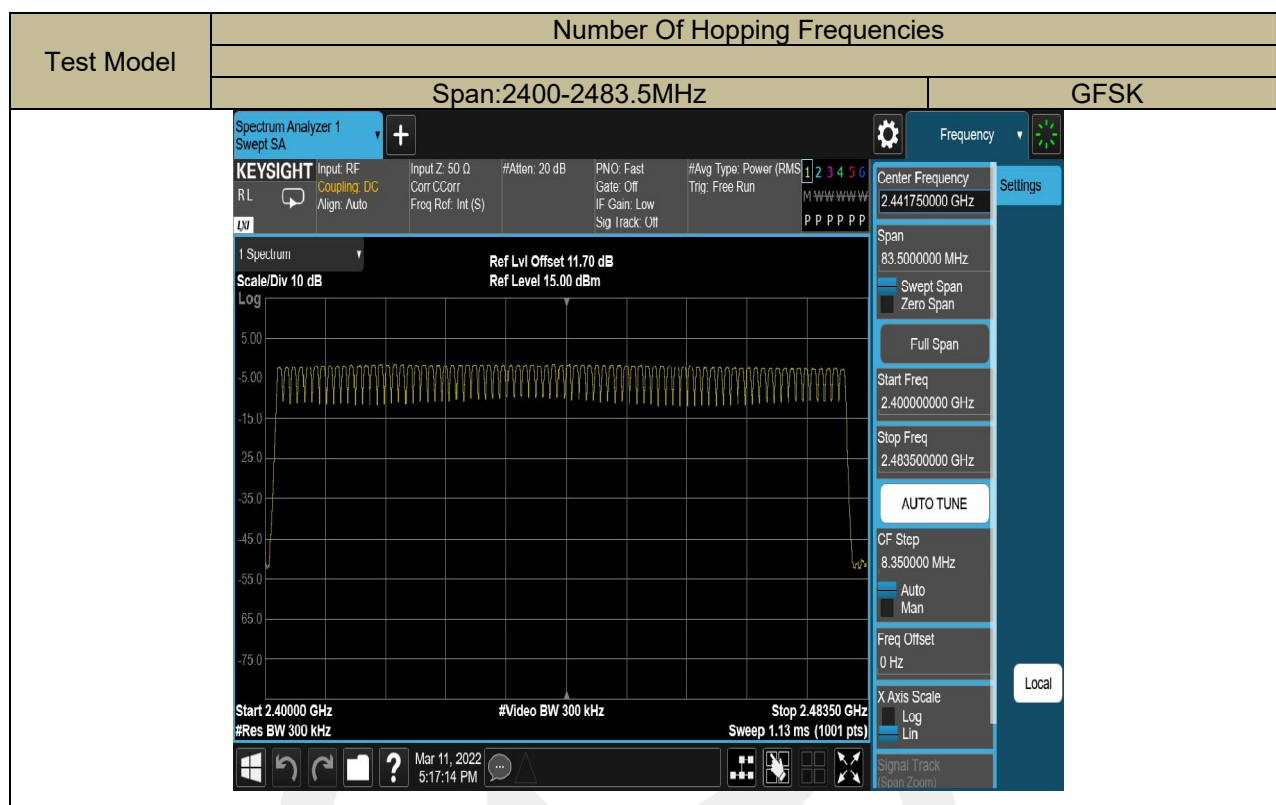 Test Model
Number Of Hopping Frequencies
Span:2400-2483.5MHz
GFSK
Spectrum Analyzer 1
Swept SA
+
Frequency
KEYSIGHT
RL
LXI
Input: RF
Coupling: DC
Align: Auto
Input Z: 50 Ω
Corr CCorr
Freq Ref: Int (S)
#Atten: 20 dB
PNO: Fast
Gate: Off
IF Gain: Low
Sig Track: Off
#Avg Type: Power (RMS
Trig: Free Run
1 2 3 4 5 6
M W W W W W
P P P P P P
1 Spectrum
Scale/Div 10 dB
Log
Ref Lvl Offset 11.70 dB
Ref Level 15.00 dBm
5.00
-5.00
-15.0
25.0
-35.0
-45.0
-55.0
65.0
-75.0
Start 2.40000 GHz
#Res BW 300 kHz
#Video BW 300 kHz
Stop 2.48350 GHz
Sweep 1.13 ms (1001 pts)
Center Frequency
2.441750000 GHz
Settings
Span
83.5000000 MHz
Swept Span
Zero Span
Full Span
Start Freq
2.400000000 GHz
Stop Freq
2.483500000 GHz
AUTO TUNE
CF Step
8.350000 MHz
Auto
Man
Freq Offset
0 Hz
X Axis Scale
Log
Lin
Signal Track
(Span Zoom)
Local
?
Mar 11, 2022
5:17:14 PM